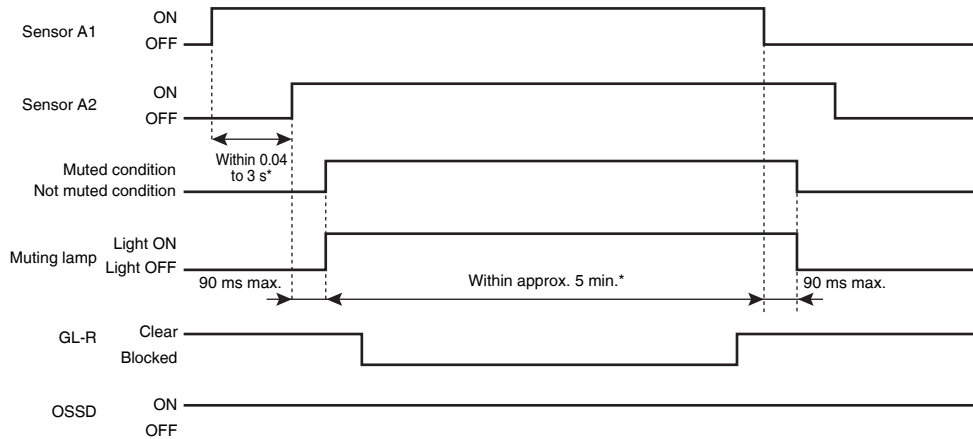 Sensor A1
ON
OFF
Sensor A2
ON
OFF
Within 0.04
to 3 s*
Muted condition
Not muted condition
Muting lamp
Light ON
Light OFF
90 ms max.
Within approx. 5 min.*
90 ms max.
GL-R
Clear
Blocked
OSSD
ON
OFF